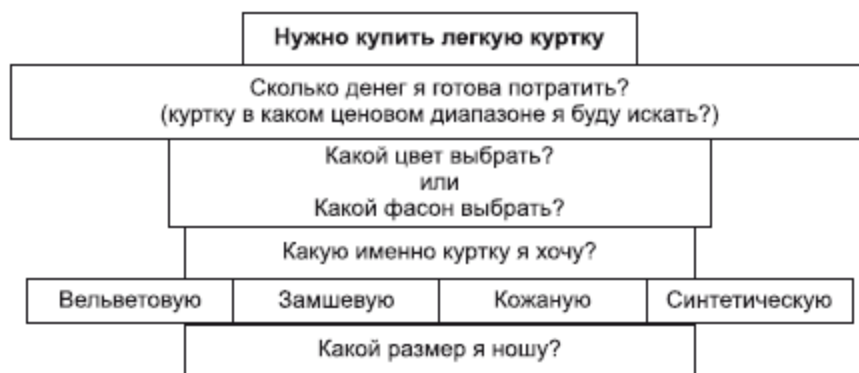 Нужно купить легкую куртку
Сколько денег я готова потратить?
(куртку в каком ценовом диапазоне я буду искать?)
Какой цвет выбрать?
или
Какой фасон выбрать?
Какую именно куртку я хочу?
Вельветовую Замшевую Кожаную Синтетическую
Какой размер я ношу?